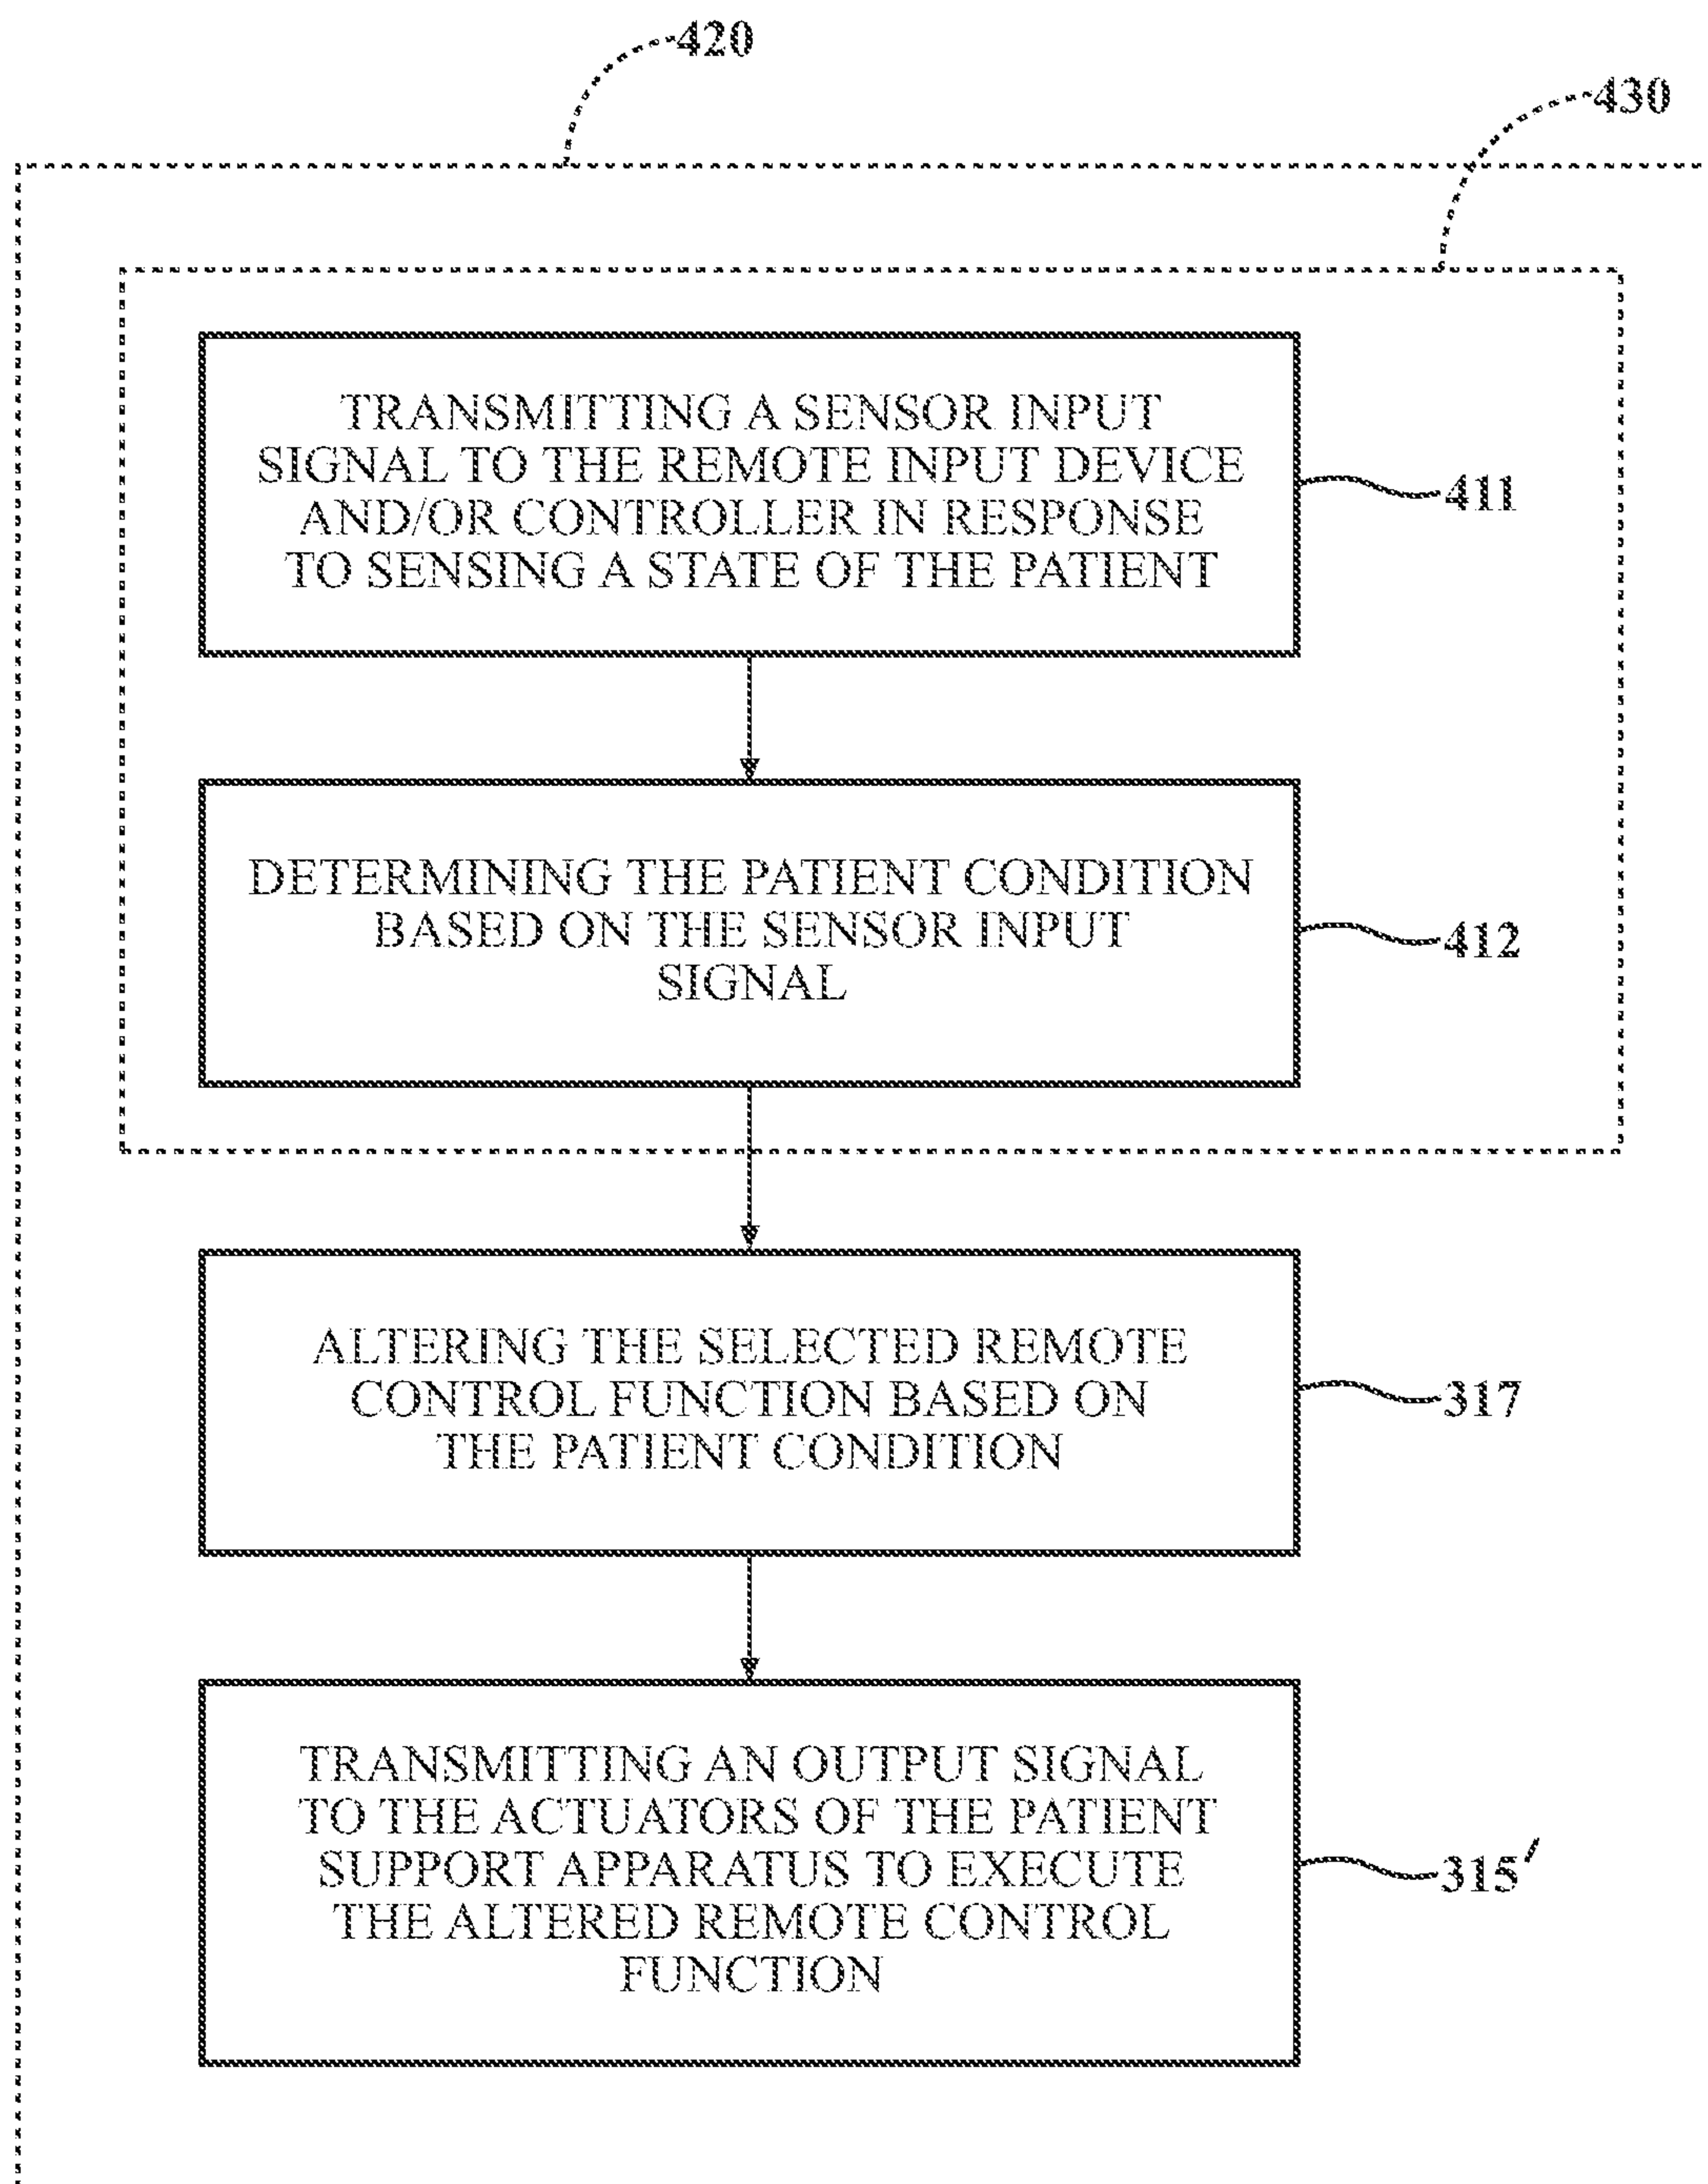 420
430
TRANSMITTING A SENSOR INPUT
SIGNAL TO THE REMOTE INPUT DEVICE
AND/OR CONTROLLER IN RESPONSE
TO SENSING A STATE OF THE PATIENT
411
DETERMINING THE PATIENT CONDITION
BASED ON THE SENSOR INPUT
SIGNAL
412
ALTERING THE SELECTED REMOTE
CONTROL FUNCTION BASED ON
THE PATIENT CONDITION
317
TRANSMITTING AN OUTPUT SIGNAL
TO THE ACTUATORS OF THE PATIENT
SUPPORT APPARATUS TO EXECUTE
THE ALTERED REMOTE CONTROL
FUNCTION
315'